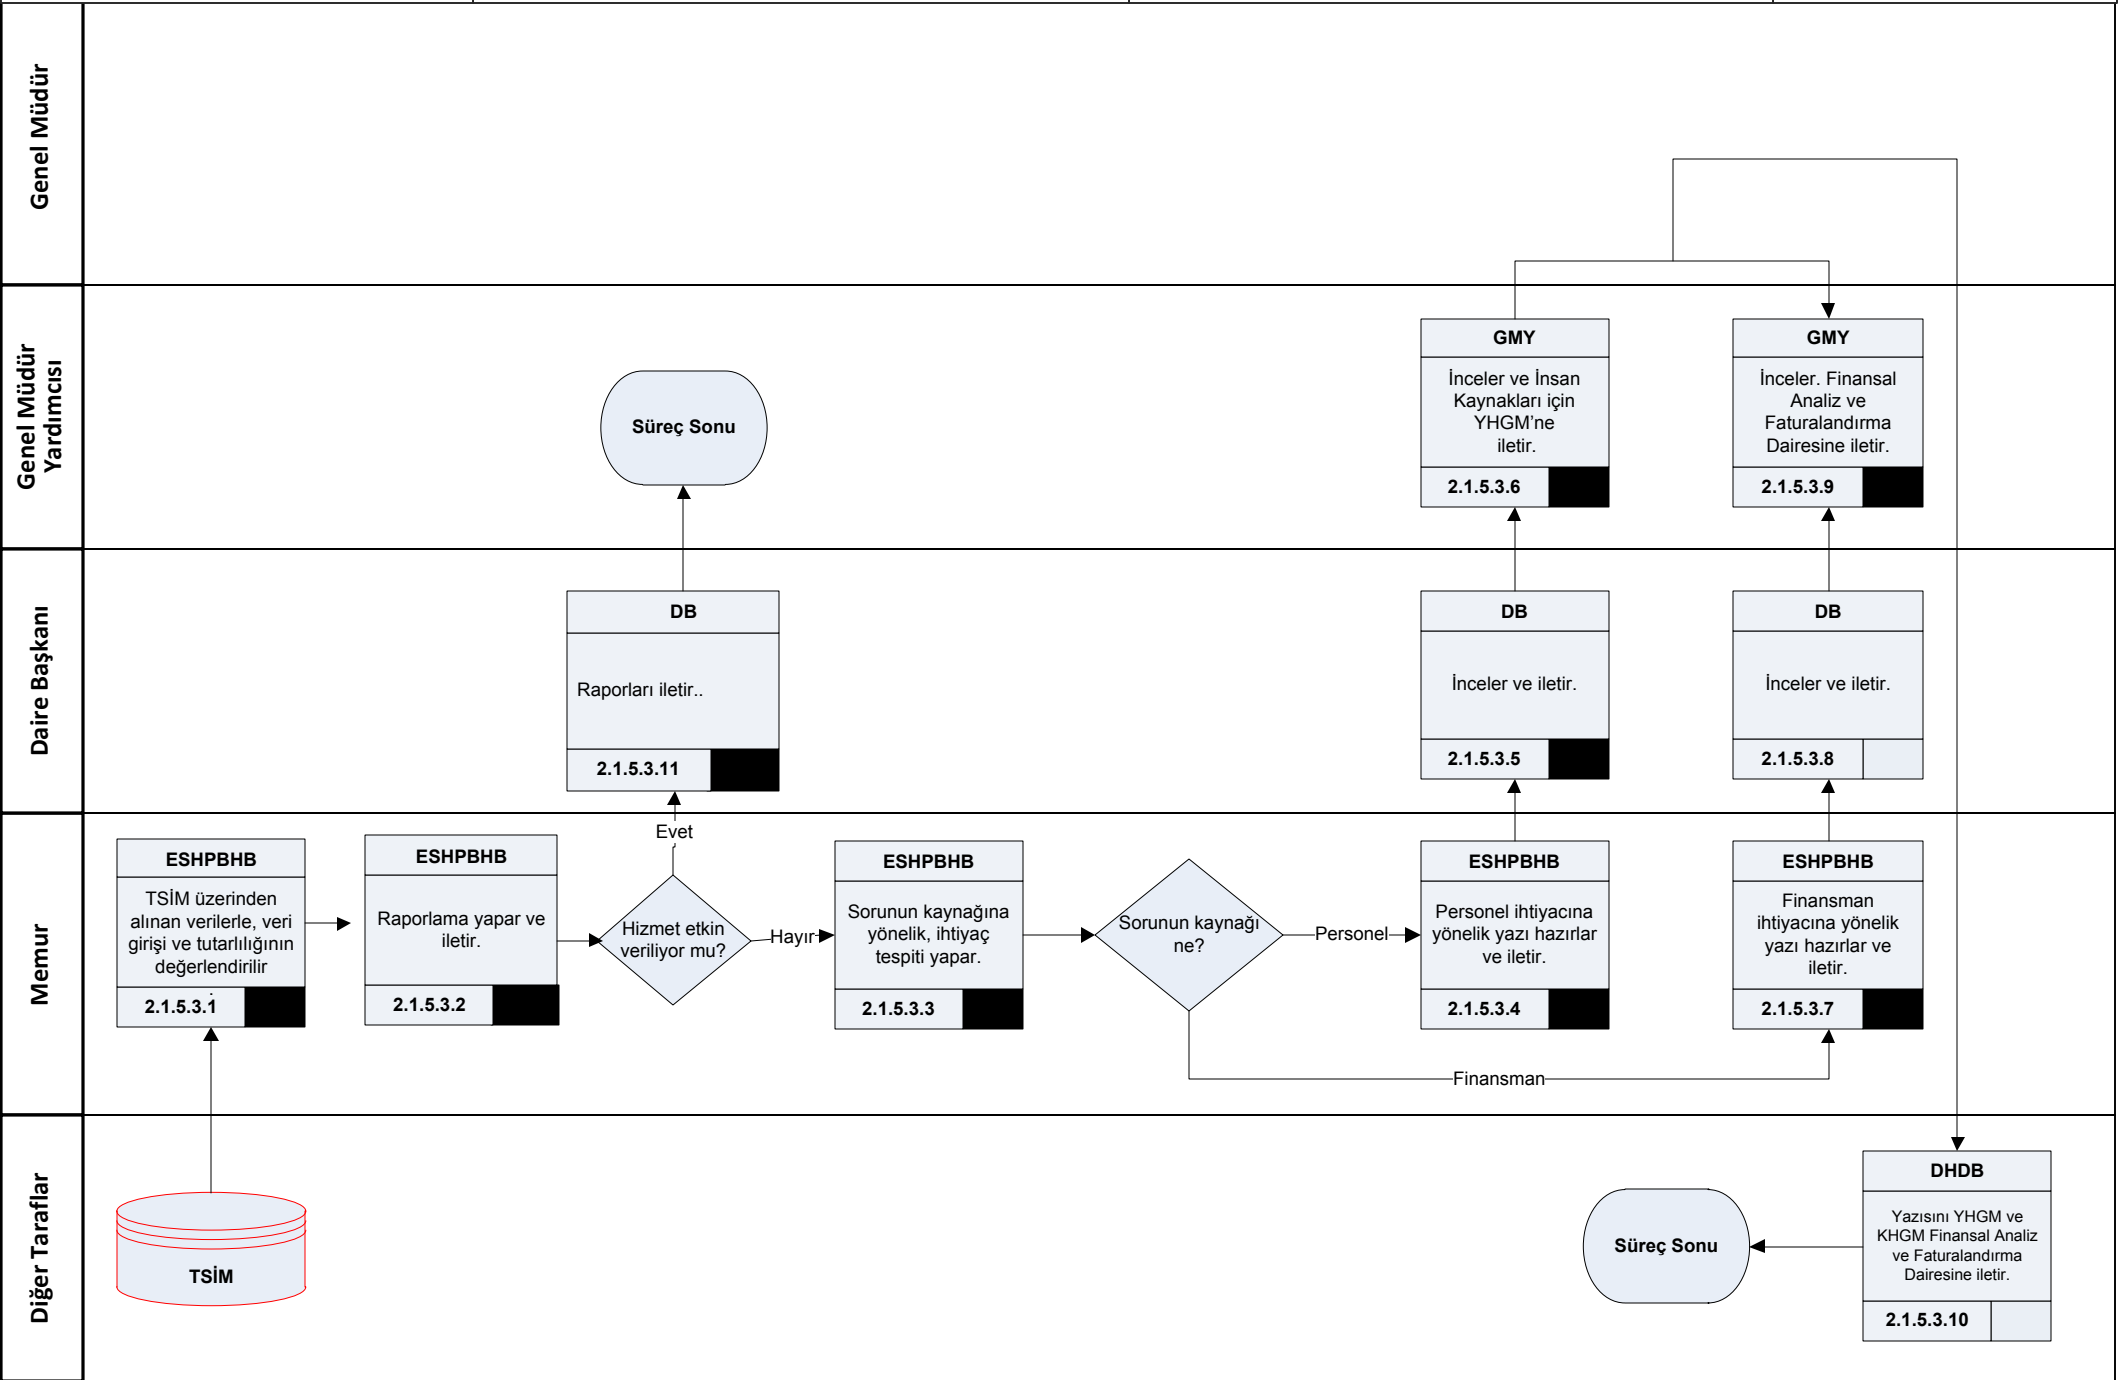 Genel Müdür
GMY
İnceler ve İnsan
Kaynakları için
YHGM’ne
iletir.
2.1.5.3.6
GMY
İnceler. Finansal
Analiz ve
Faturalandırma
Dairesine iletir.
2.1.5.3.9
Genel Müdür
Yardımcısı
Süreç Sonu
Daire Başkanı
DB
Raporları iletir..
2.1.5.3.11
DB
İnceler ve iletir.
2.1.5.3.5
DB
İnceler ve iletir.
2.1.5.3.8
Memur
ESHPBHB
TSİM üzerinden
alınan verilerle, veri
girişi ve tutarlılığının
değerlendirilir
.
2.1.5.3.1
ESHPBHB
Raporlama yapar ve
iletir.
2.1.5.3.2
Evet
Hizmet etkin
veriliyor mu?
Hayır
ESHPBHB
Sorunun kaynağına
yönelik, ihtiyaç
tespiti yapar.
2.1.5.3.3
Sorunun kaynağı
ne?
Personel
ESHPBHB
Personel ihtiyacına
yönelik yazı hazırlar
ve iletir.
2.1.5.3.4
ESHPBHB
Finansman
ihtiyacına yönelik
yazı hazırlar ve
iletir.
2.1.5.3.7
Finansman
Diğer Taraflar
TSİM
Süreç Sonu
DHDB
Yazısını YHGM ve
KHGM Finansal Analiz
ve Faturalandırma
Dairesine iletir.
2.1.5.3.10